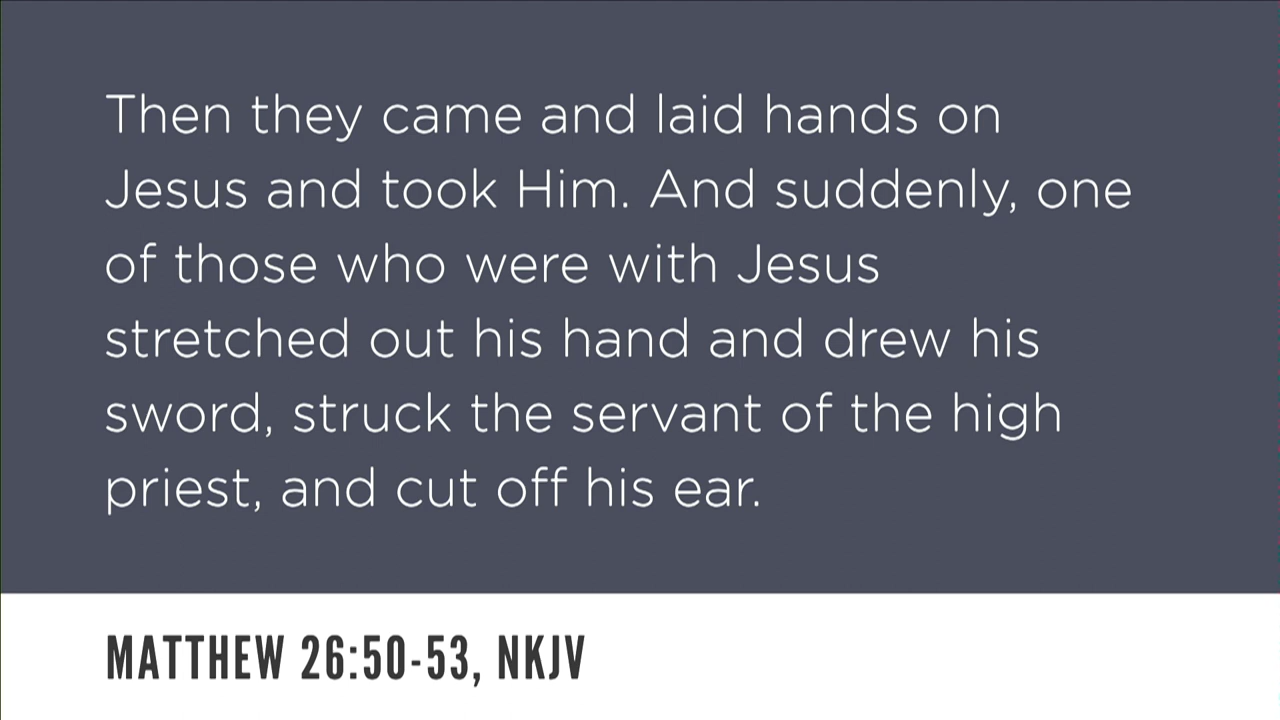 Then they came and laid hands on
Jesus and took Him. And suddenly, one
of those who were with Jesus
stretched out his hand and drew his
sword, struck the servant of the high
priest, and cut off his ear.
MATTHEW 26:50-53, NKJV